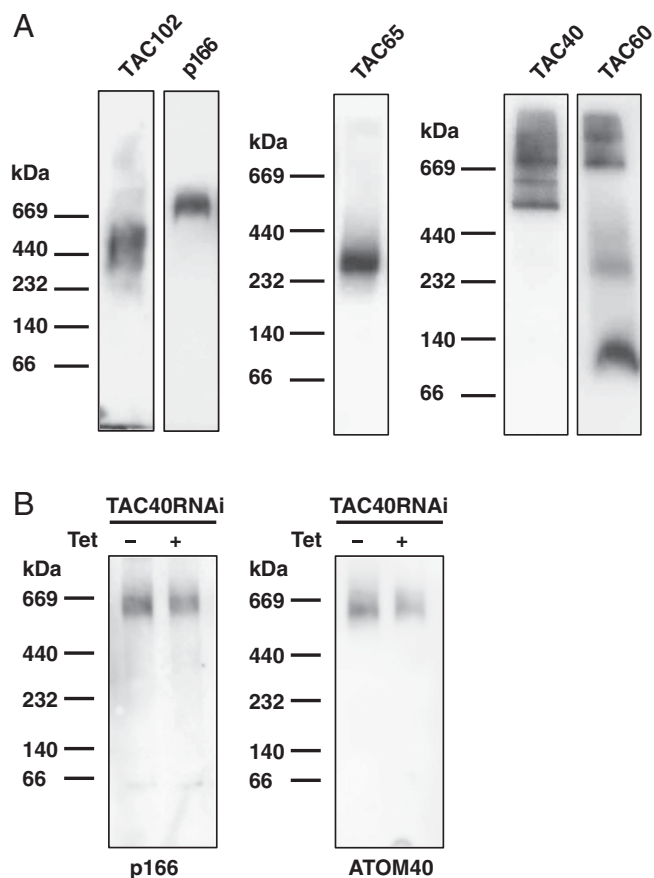 A
TAC102
p166
TAC65
TAC40
TAC60
kDa
669
440
232
140
66
kDa
669
440
232
140
66
kDa
669
440
232
140
66
B
TAC40RNAi
Tet – +
kDa
669
440
232
140
66
p166
TAC40RNAi
Tet – +
kDa
669
440
232
140
66
ATOM40